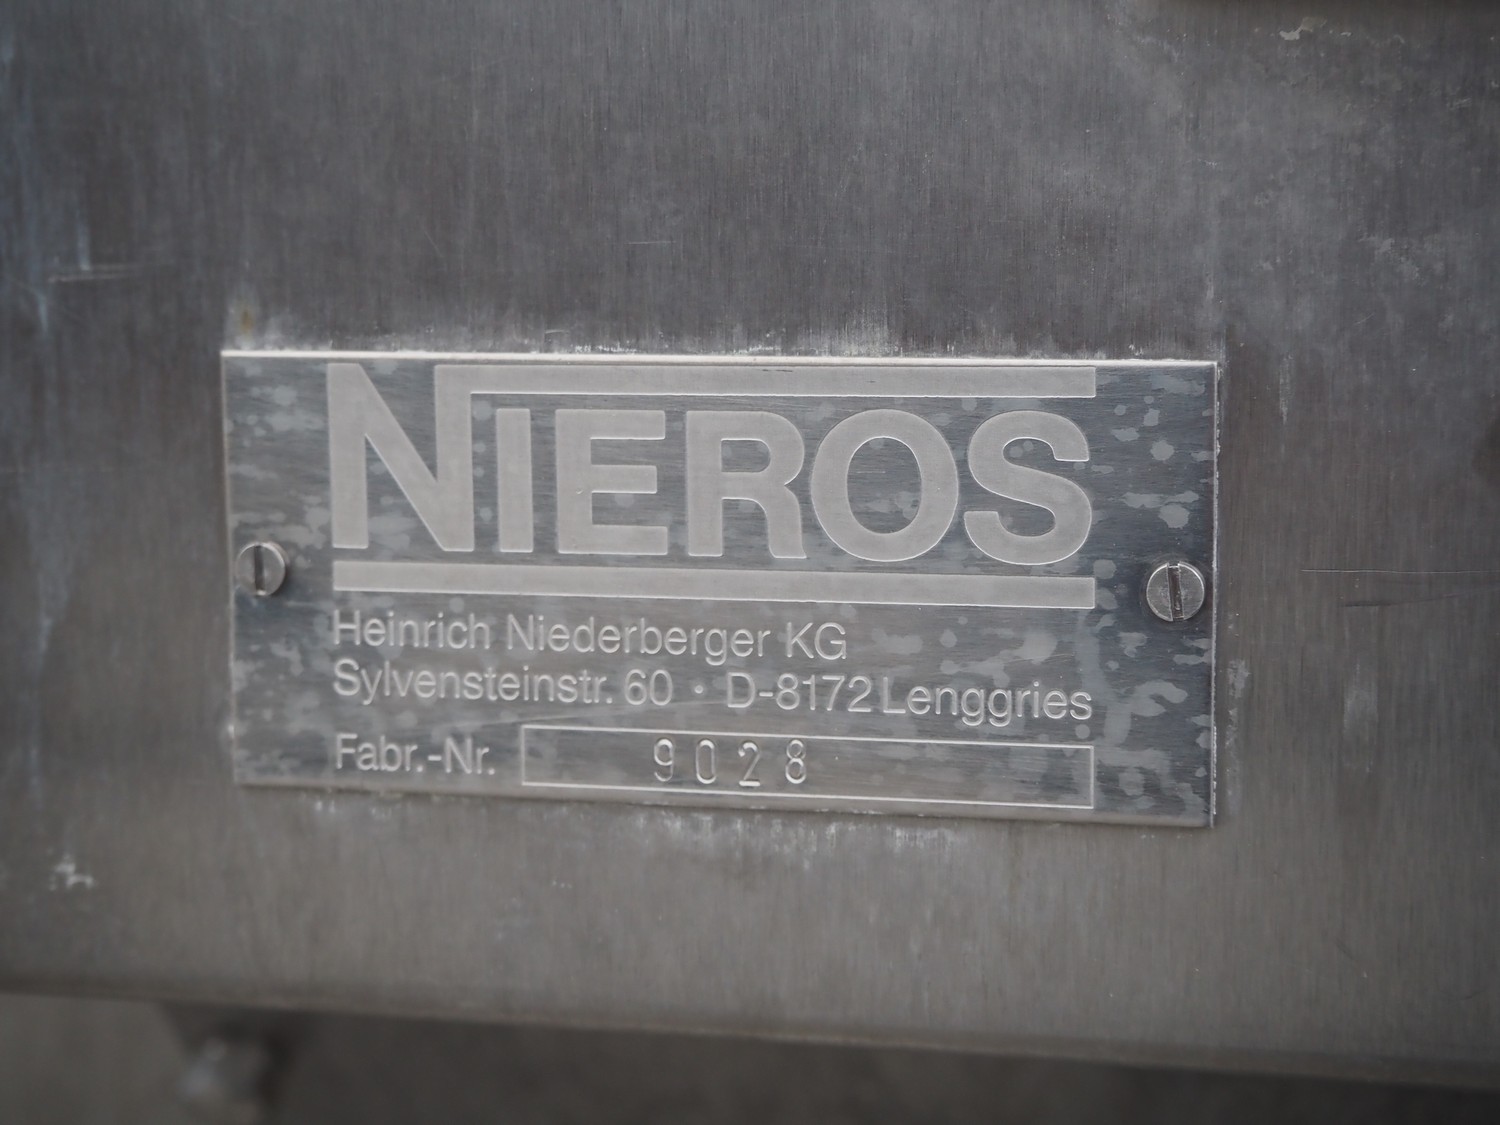 NIEROS
Heinrich Niederberger KG
Sylvensteinstr. 60 · D-8172 Lenggries
Fabr.-Nr. 9028